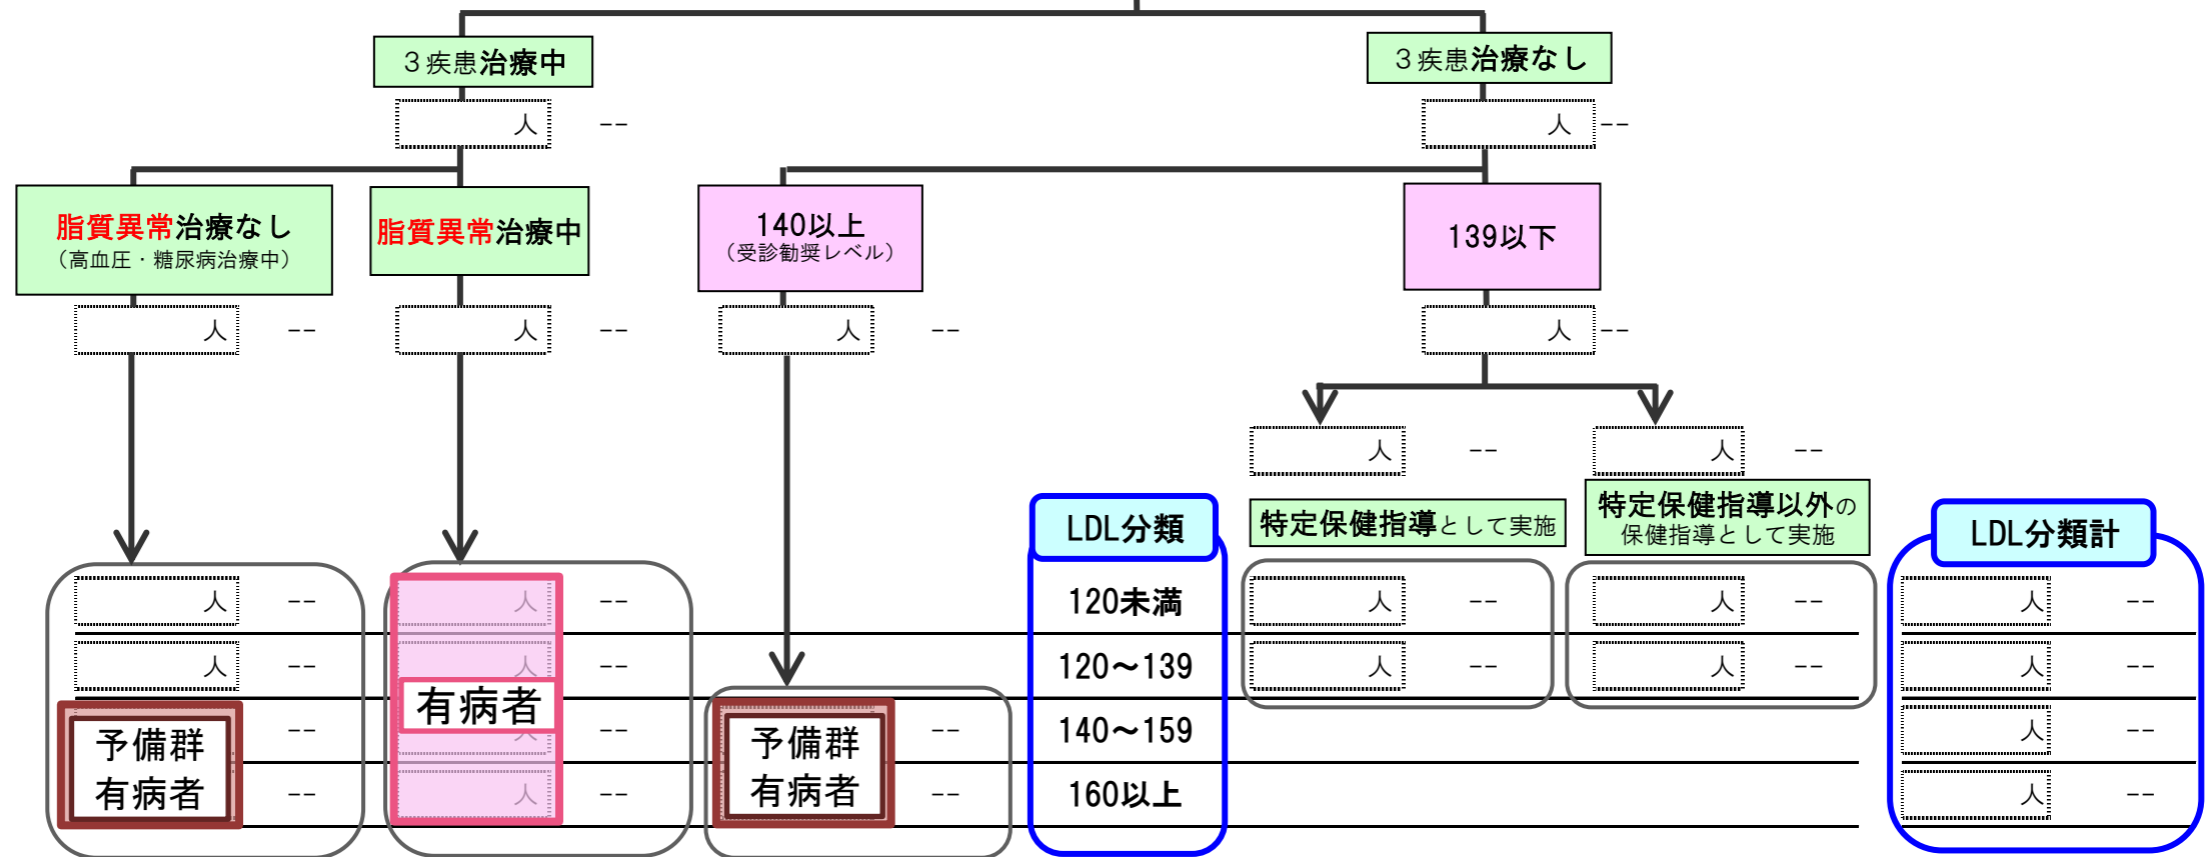 ３疾患治療中
３疾患治療なし
人 --
人 --
脂質異常治療なし
（高血圧・糖尿病治療中）
脂質異常治療中
140以上
（受診勧奨レベル）
139以下
人 --
人 --
人 --
人 --
人 --
人 --
LDL分類
特定保健指導として実施
特定保健指導以外の
保健指導として実施
LDL分類計
人 --
人 --
120未満
人 --
人 --
人 --
人 --
人 --
120～139
人 --
人 --
人 --
予備群
有病者
有病者
予備群
有病者
--
人 --
--
140～159
人 --
--
人 --
--
160以上
人 --